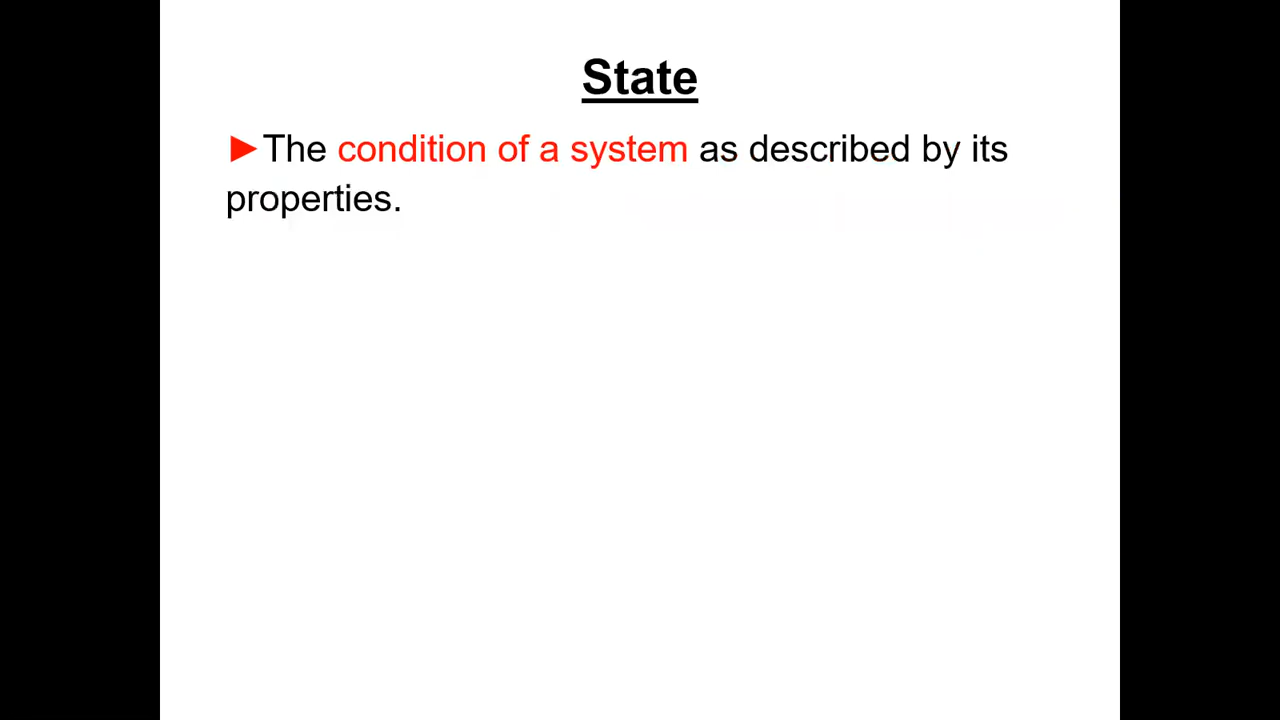 State
►The condition of a system as described by its
properties.